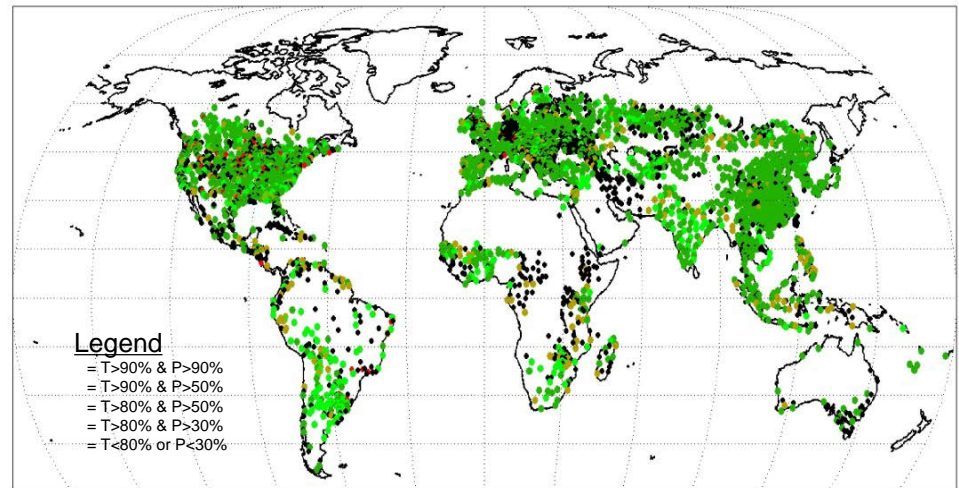 Legend
= T>90% & P>90%
= T>90% & P>50%
= T>80% & P>50%
= T>80% & P>30%
= T<80% or P<30%